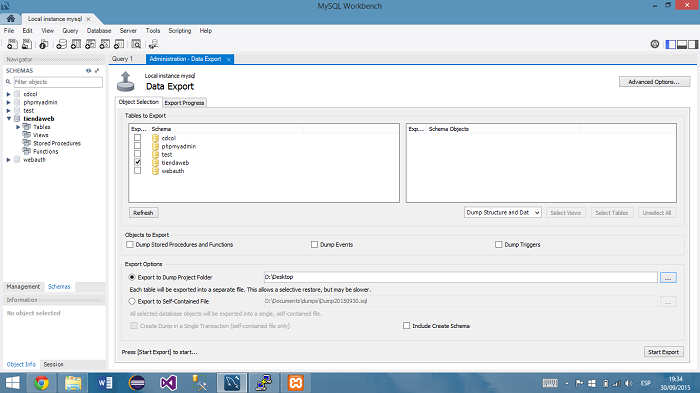 MySQL Workbench
Local instance mysql
File Edit View Query Database Server Tools Scripting Help
Navigator
SCHEMAS
Filter objects
cdcol
phpmyadmin
test
tiendaweb
Tables
Views
Stored Procedures
Functions
webauth
Management Schemas
Information
No object selected
Object Info Session
Query 1 Administration - Data Export
Local instance mysql
Data Export
Advanced Options...
Object Selection Export Progress
Tables to Export
Exp... Schema
cdcol
phpmyadmin
test
tiendaweb
webauth
Exp... Schema Objects
Refresh
Dump Structure and Dat
Select Views
Select Tables
Unselect All
Objects to Export
Dump Stored Procedures and Functions
Dump Events
Dump Triggers
Export Options
Export to Dump Project Folder
D:\Desktop
...
Each table will be exported into a separate file. This allows a selective restore, but may be slower.
Export to Self-Contained File
D:\Documents\dumps\Dump20150930.sql
...
All selected database objects will be exported into a single, self-contained file.
Create Dump in a Single Transaction (self-contained file only)
Include Create Schema
Press [Start Export] to start...
Start Export
ESP
19:34
30/09/2015